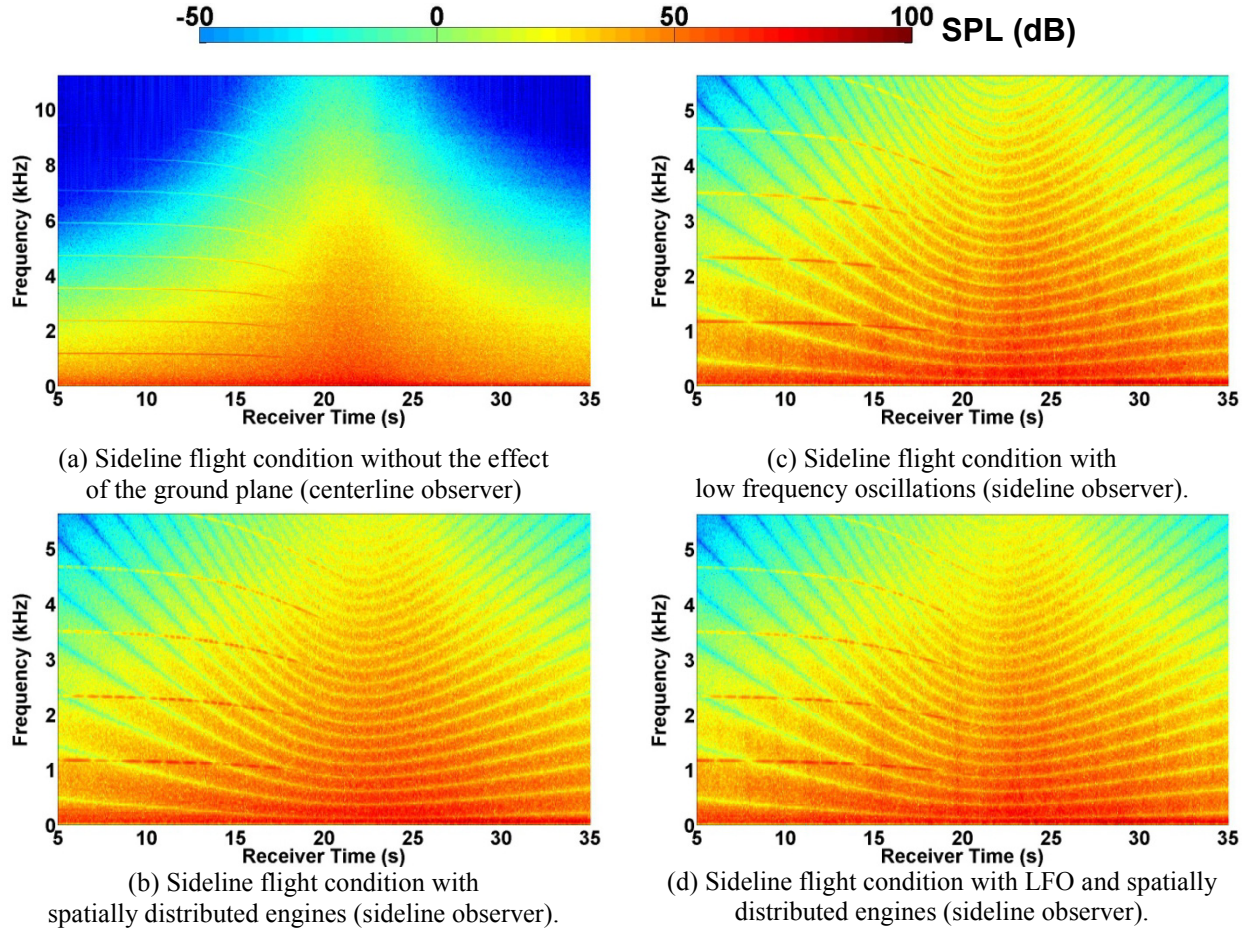 -50 0 50 100 SPL (dB)
10
8
6
4
2
0
Frequency (kHz)
5 10 15 20 25 30 35
Receiver Time (s)
(a) Sideline flight condition without the effect
of the ground plane (centerline observer)
5
4
3
2
1
0
Frequency (kHz)
5 10 15 20 25 30 35
Receiver Time (s)
(c) Sideline flight condition with
low frequency oscillations (sideline observer).
5
4
3
2
1
0
Frequency (kHz)
5 10 15 20 25 30 35
Receiver Time (s)
(b) Sideline flight condition with
spatially distributed engines (sideline observer).
5
4
3
2
1
0
Frequency (kHz)
5 10 15 20 25 30 35
Receiver Time (s)
(d) Sideline flight condition with LFO and spatially
distributed engines (sideline observer).